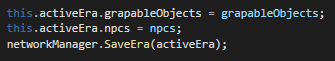 this.activeEra.grapableObjects = grapableObjects;
this.activeEra.npcs = npcs;
networkManager.SaveEra(activeEra);